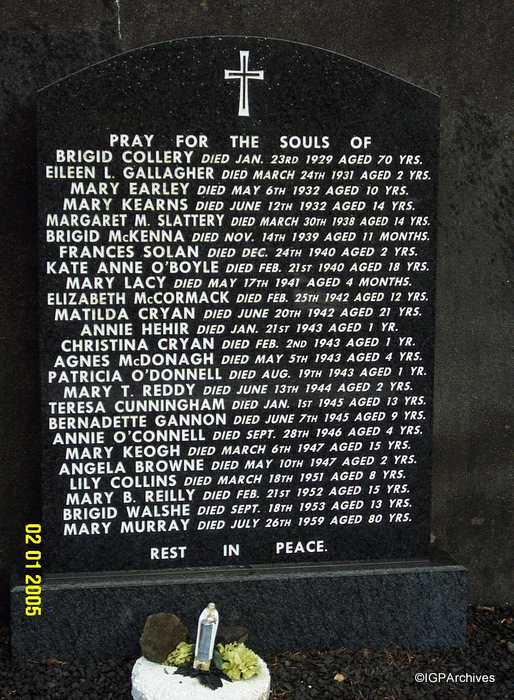 PRAY FOR THE SOULS OF
BRIGID COLLERY DIED JAN. 23RD 1929 AGED 70 YRS.
EILEEN L. GALLAGHER DIED MARCH 24TH 1931 AGED 2 YRS.
MARY EARLEY DIED MAY 6TH 1932 AGED 10 YRS.
MARY KEARNS DIED JUNE 12TH 1932 AGED 14 YRS.
MARGARET M. SLATTERY DIED MARCH 30TH 1938 AGED 14 YRS.
BRIGID McKENNA DIED NOV. 14TH 1939 AGED 11 MONTHS.
FRANCES SOLAN DIED DEC. 24TH 1940 AGED 2 YRS.
KATE ANNE O'BOYLE DIED FEB. 21ST 1940 AGED 18 YRS.
MARY LACY DIED MAY 17TH 1941 AGED 4 MONTHS.
ELIZABETH McCORMACK DIED FEB. 25TH 1942 AGED 12 YRS.
MATILDA CRYAN DIED JUNE 20TH 1942 AGED 21 YRS.
ANNIE HEHIR DIED JAN. 21ST 1943 AGED 1 YR.
CHRISTINA CRYAN DIED FEB. 2ND 1943 AGED 1 YR.
AGNES McDONAGH DIED MAY 5TH 1943 AGED 4 YRS.
PATRICIA O'DONNELL DIED AUG. 19TH 1943 AGED 1 YR.
MARY T. REDDY DIED JUNE 13TH 1944 AGED 2 YRS.
TERESA CUNNINGHAM DIED JAN. 1ST 1945 AGED 13 YRS.
BERNADETTE GANNON DIED JUNE 7TH 1945 AGED 9 YRS.
ANNIE O'CONNELL DIED SEPT. 28TH 1946 AGED 4 YRS.
MARY KEOGH DIED MARCH 6TH 1947 AGED 15 YRS.
ANGELA BROWNE DIED MAY 10TH 1947 AGED 2 YRS.
LILY COLLINS DIED MARCH 18TH 1951 AGED 8 YRS.
MARY B. REILLY DIED FEB. 21ST 1952 AGED 15 YRS.
BRIGID WALSHE DIED SEPT. 18TH 1953 AGED 13 YRS.
MARY MURRAY DIED JULY 26TH 1959 AGED 80 YRS.
REST IN PEACE.
02 01 2005
©IGPArchives